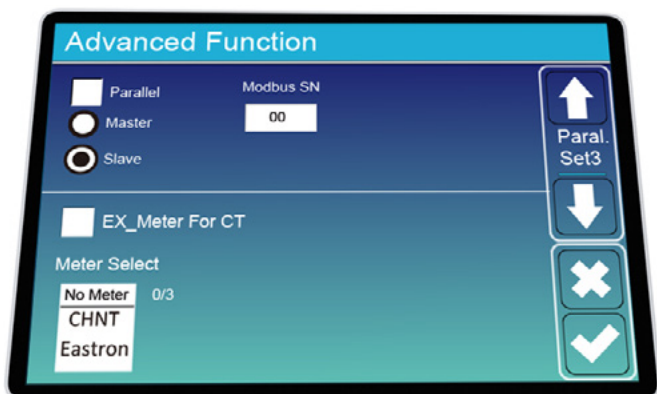 Advanced Function
Parallel
Modbus SN
Master
00
Slave
Paral.
Set3
EX_Meter For CT
Meter Select
No Meter
0/3
CHNT
Eastron